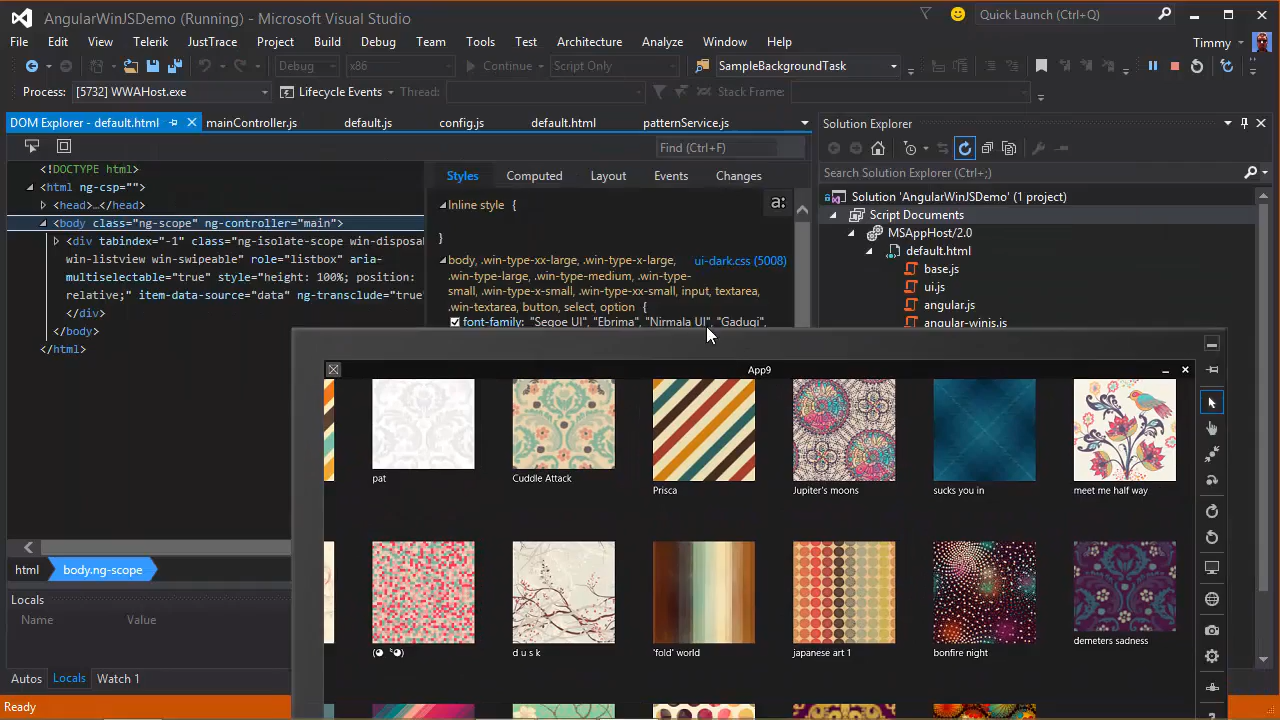 AngularWinJSDemo (Running) - Microsoft Visual Studio
Quick Launch (Ctrl+;)
File Edit View Telerik JustTrace Project Build Debug Team Tools Test Architecture Analyze Window Help
Timmy
Debug x86 Continue Script Only SampleBackgroundTask
Process: [5732] WWAHost.exe Lifecycle Events Thread: Stack Frame:
DOM Explorer - default.html mainController.js default.js config.js default.html patternService.js
Find (Ctrl+F)
<!DOCTYPE html>
<html ng-csp="">
<head>…</head>
<body class="ng-scope" ng-controller="main">
<div tabindex="-1" class="ng-isolate-scope win-disposa
win-listview win-swipeable" role="listbox" aria-
multiselectable="true" style="height: 100%; position:
relative;" item-data-source="data" ng-transclude="true"
</div>
</body>
</html>
Styles Computed Layout Events Changes
Inline style {
a:
}
body, .win-type-xx-large, .win-type-x-large, ui-dark.css (5008)
.win-type-large, .win-type-medium, .win-type-
small, .win-type-x-small, .win-type-xx-small, input, textarea,
.win-textarea, button, select, option {
font-family: "Segoe UI", "Ebrima", "Nirmala UI", "Gadugi",
Solution Explorer
Search Solution Explorer (Ctrl+;)
Solution 'AngularWinJSDemo' (1 project)
Script Documents
MSAppHost/2.0
default.html
base.js
ui.js
angular.js
angular-winjs.js
App9
pat
Cuddle Attack
Prisca
Jupiter's moons
sucks you in
meet me half way
d u s k
'fold' world
japanese art 1
bonfire night
demeters sadness
html body.ng-scope
Locals
Name Value
Autos Locals Watch 1
Ready